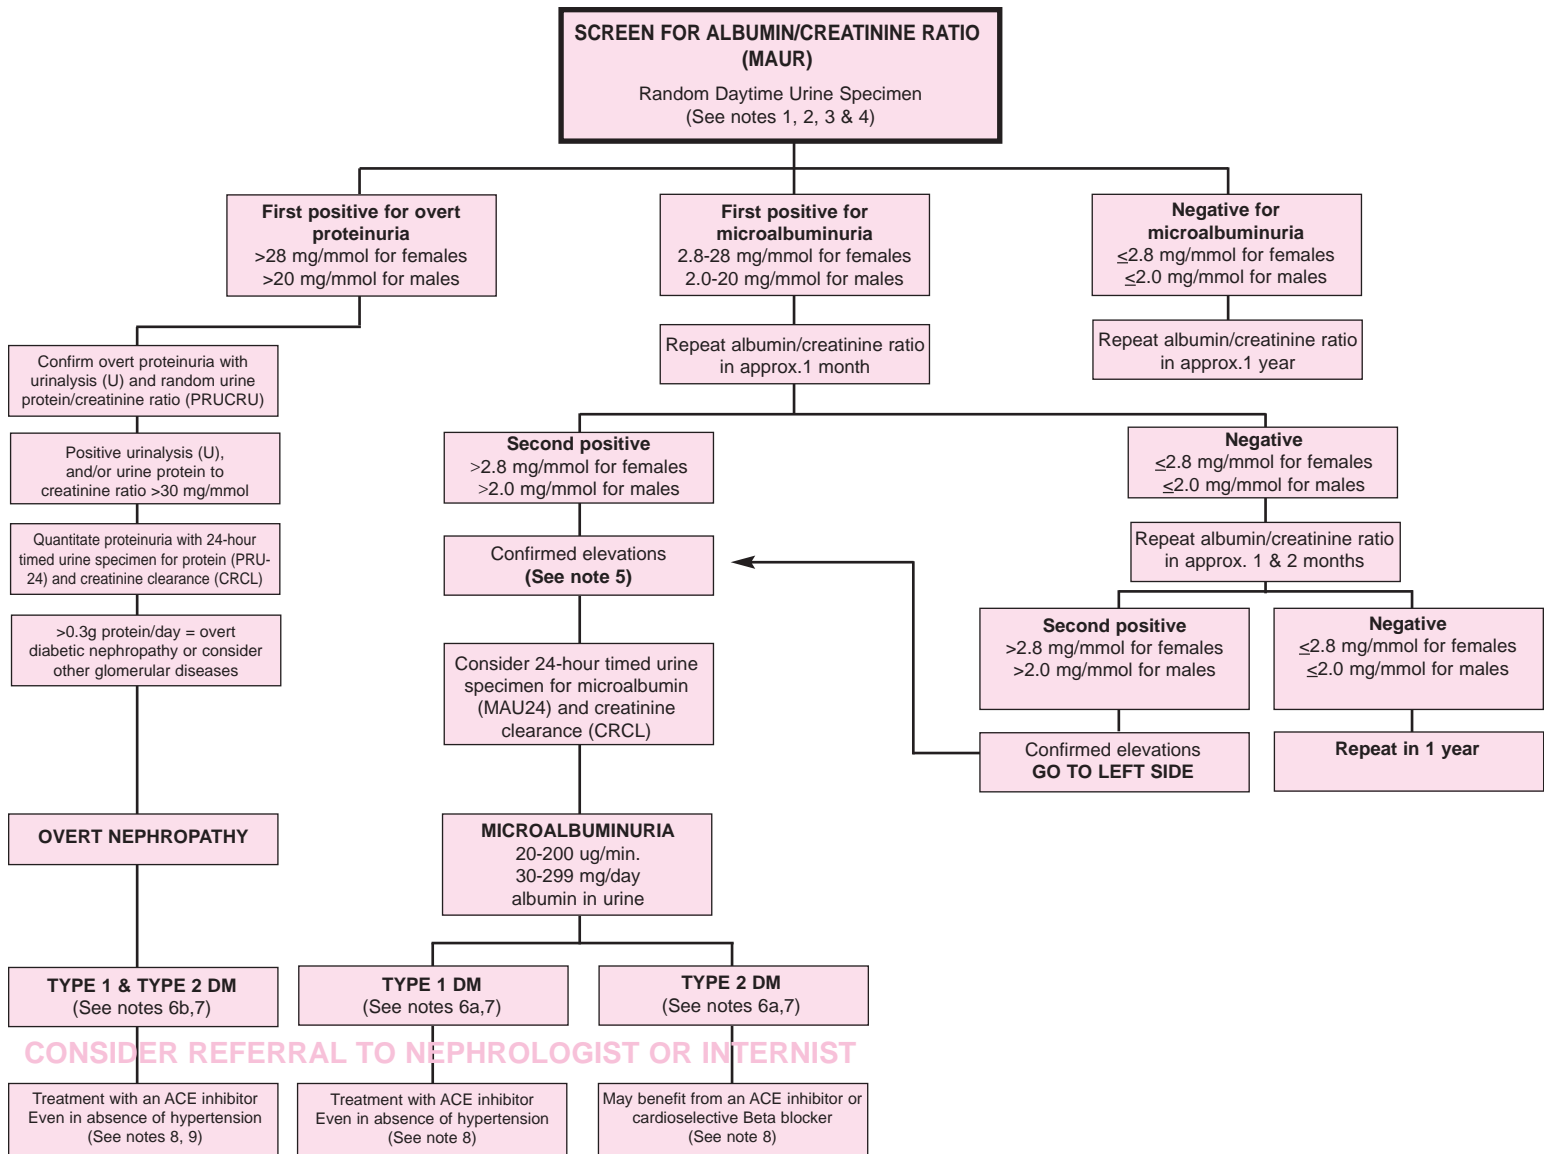 SCREEN FOR ALBUMIN/CREATININE RATIO
(MAUR)
Random Daytime Urine Specimen
(See notes 1, 2, 3 & 4)
First positive for overt
proteinuria
>28 mg/mmol for females
>20 mg/mmol for males
First positive for
microalbuminuria
2.8-28 mg/mmol for females
2.0-20 mg/mmol for males
Negative for
microalbuminuria
≤2.8 mg/mmol for females
≤2.0 mg/mmol for males
Confirm overt proteinuria with
urinalysis (U) and random urine
protein/creatinine ratio (PRUCRU)
Repeat albumin/creatinine ratio
in approx.1 month
Repeat albumin/creatinine ratio
in approx.1 year
Positive urinalysis (U),
and/or urine protein to
creatinine ratio >30 mg/mmol
Second positive
>2.8 mg/mmol for females
>2.0 mg/mmol for males
Negative
≤2.8 mg/mmol for females
≤2.0 mg/mmol for males
Quantitate proteinuria with 24-hour
timed urine specimen for protein (PRU-
24) and creatinine clearance (CRCL)
Confirmed elevations
(See note 5)
Repeat albumin/creatinine ratio
in approx. 1 & 2 months
>0.3g protein/day = overt
diabetic nephropathy or consider
other glomerular diseases
Consider 24-hour timed urine
specimen for microalbumin
(MAU24) and creatinine
clearance (CRCL)
Second positive
>2.8 mg/mmol for females
>2.0 mg/mmol for males
Negative
≤2.8 mg/mmol for females
≤2.0 mg/mmol for males
Confirmed elevations
GO TO LEFT SIDE
Repeat in 1 year
OVERT NEPHROPATHY
MICROALBUMINURIA
20-200 ug/min.
30-299 mg/day
albumin in urine
TYPE 1 & TYPE 2 DM
(See notes 6b,7)
TYPE 1 DM
(See notes 6a,7)
TYPE 2 DM
(See notes 6a,7)
CONSIDER REFERRAL TO NEPHROLOGIST OR INTERNIST
Treatment with an ACE inhibitor
Even in absence of hypertension
(See notes 8, 9)
Treatment with ACE inhibitor
Even in absence of hypertension
(See note 8)
May benefit from an ACE inhibitor or
cardioselective Beta blocker
(See note 8)